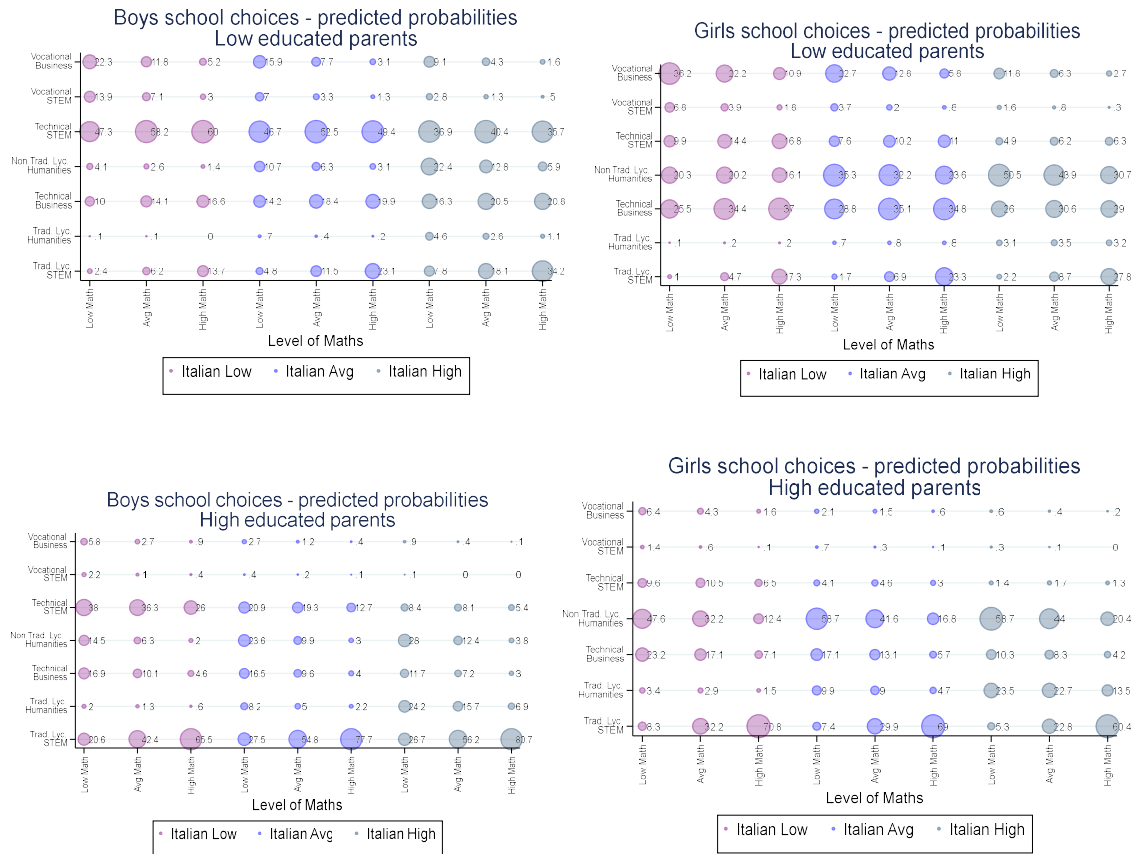 Boys school choices - predicted probabilities
Low educated parents
Vocational
Business
22.3 11.8 5.2 15.9 7.7 3.1 9.1 4.3 1.6
Vocational
STEM
13.9 7.1 3 7 3.3 1.3 2.8 1.3 .5
Technical
STEM
47.3 58.2 60 46.7 52.5 49.4 36.9 40.4 35.7
Non Trad. Lyc.
Humanities
4.1 2.6 1.4 10.7 6.3 3.1 22.4 12.8 5.9
Technical
Business
10 14.1 16.6 14.2 18.4 19.9 16.3 20.5 20.8
Trad. Lyc
Humanities
.1 .1 0 .7 .4 .2 4.6 2.6 1.1
Trad. Lyc
STEM
2.4 6.2 13.7 4.8 11.5 23.1 7.8 18.1 34.2
Low Math Avg Math High Math Low Math Avg Math High Math Low Math Avg Math High Math
Level of Maths
Italian Low Italian Avg Italian High
Girls school choices - predicted probabilities
Low educated parents
Vocational
Business
36.2 22.2 10.9 22.7 12.8 5.8 11.8 6.3 2.7
Vocational
STEM
6.8 3.9 1.8 3.7 2 .8 1.6 .8 .3
Technical
STEM
9.9 14.4 16.8 7.6 10.2 11 4.9 6.2 6.3
Non Trad. Lyc.
Humanities
20.3 20.2 16.1 35.3 32.2 23.6 50.5 43.9 30.7
Technical
Business
25.5 34.4 37 28.8 35.1 34.8 26 30.6 29
Trad. Lyc
Humanities
.1 .2 .2 .7 .8 .8 3.1 3.5 3.2
Trad. Lyc
STEM
1 4.7 17.3 1.7 6.9 23.3 2.2 8.7 27.8
Low Math Avg Math High Math Low Math Avg Math High Math Low Math Avg Math High Math
Level of Maths
Italian Low Italian Avg Italian High
Boys school choices - predicted probabilities
High educated parents
Vocational
Business
5.8 2.7 .9 2.7 1.2 .4 .9 .4 .1
Vocational
STEM
2.2 1 .4 .4 .2 .1 .1 0 0
Technical
STEM
38 36.3 26 20.9 19.3 12.7 8.4 8.1 5.4
Non Trad. Lyc.
Humanities
14.5 6.3 2 23.6 9.9 3 28 12.4 3.8
Technical
Business
16.9 10.1 4.6 16.5 9.6 4 11.7 7.2 3
Trad. Lyc
Humanities
2 1.3 .6 8.2 5 2.2 24.2 15.7 6.9
Trad. Lyc
STEM
20.6 42.4 65.5 27.5 54.8 77.7 26.7 56.2 80.7
Low Math Avg Math High Math Low Math Avg Math High Math Low Math Avg Math High Math
Level of Maths
Italian Low Italian Avg Italian High
Girls school choices - predicted probabilities
High educated parents
Vocational
Business
6.4 4.3 1.6 2.1 1.5 .6 .6 .4 .2
Vocational
STEM
1.4 .6 .1 .7 .3 .1 .3 .1 0
Technical
STEM
9.6 10.5 6.5 4.1 4.6 3 1.4 1.7 1.3
Non Trad. Lyc.
Humanities
47.6 32.2 12.4 58.7 41.6 16.8 58.7 44 20.4
Technical
Business
23.2 17.1 7.1 17.1 13.1 5.7 10.3 8.3 4.2
Trad. Lyc
Humanities
3.4 2.9 1.5 9.9 9 4.7 23.5 22.7 13.5
Trad. Lyc
STEM
8.3 32.2 70.8 7.4 29.9 69 5.3 22.8 60.4
Low Math Avg Math High Math Low Math Avg Math High Math Low Math Avg Math High Math
Level of Maths
Italian Low Italian Avg Italian High